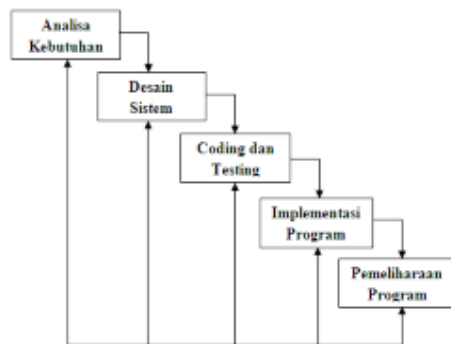 Analisa
Kebutuhan
Desain
Sistem
Coding dan
Testing
Implementasi
Program
Pemeliharaan
Program